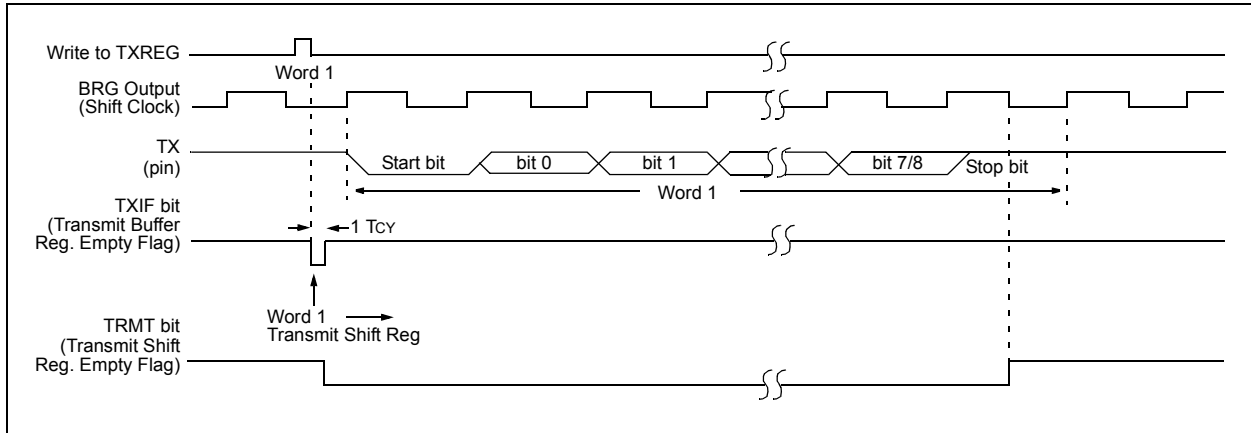 Write to TXREG
Word 1
BRG Output
(Shift Clock)
TX
(pin)
Start bit
bit 0
bit 1
bit 7/8
Stop bit
Word 1
TXIF bit
(Transmit Buffer
Reg. Empty Flag)
1 TCY
Word 1
Transmit Shift Reg
TRMT bit
(Transmit Shift
Reg. Empty Flag)